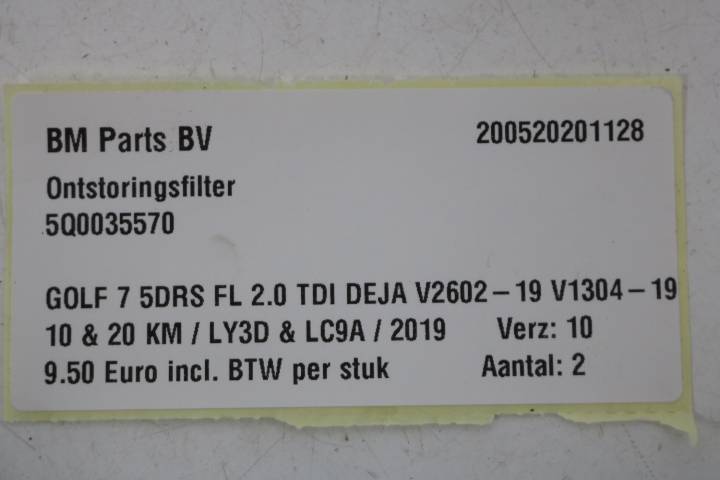 BM Parts BV 200520201128
Ontstoringsfilter
5Q0035570
GOLF 7 5DRS FL 2.0 TDI DEJA V2602-19 V1304-19
10 & 20 KM / LY3D & LC9A / 2019 Verz: 10
9.50 Euro incl. BTW per stuk Aantal: 2